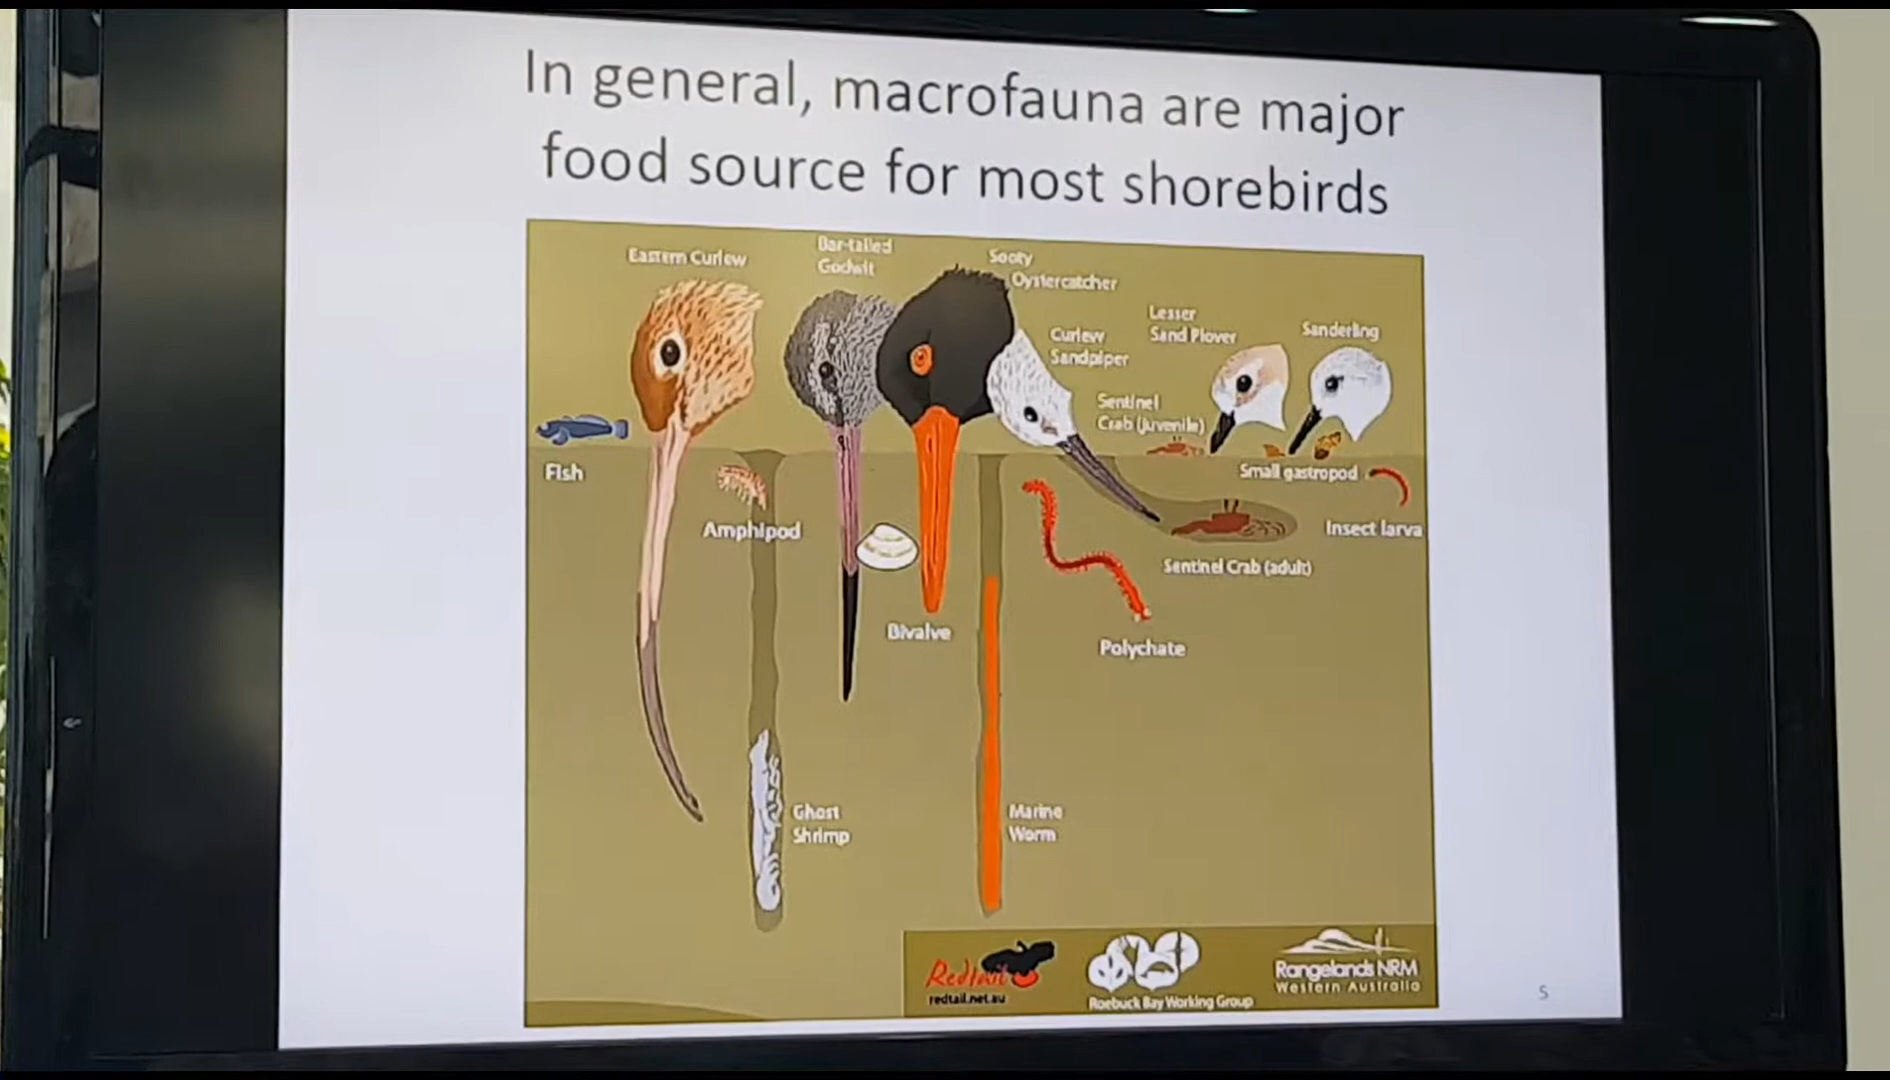 In general, macrofauna are major
food source for most shorebirds
Eastern Curlew
Bar-tailed
Godwit
Sooty
Oystercatcher
Curlew
Sandpiper
Lesser
Sand Plover
Sanderling
Sentinel
Crab (juvenile)
Fish
Amphipod
Small gastropod
Insect larva
Sentinel Crab (adult)
Bivalve
Polychate
Ghost
Shrimp
Marine
Worm
Redtail
redtail.net.au
Roebuck Bay Working Group
Rangelands NRM
Western Australia
5